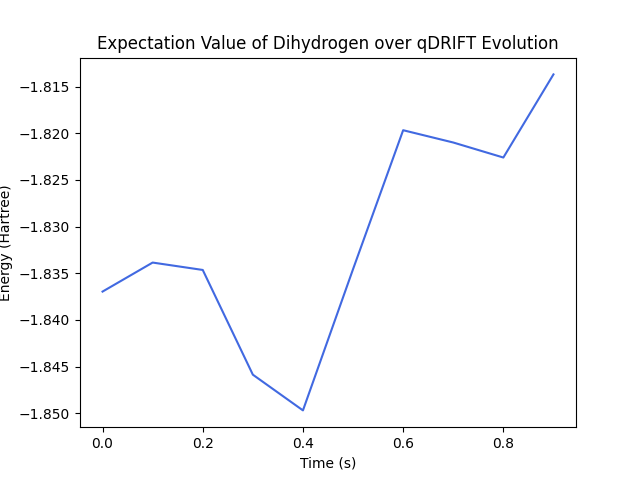 Expectation Value of Dihydrogen over qDRIFT Evolution
−1.815
−1.820
−1.825
−1.830
−1.835
−1.840
−1.845
−1.850
Energy (Hartree)
0.0 0.2 0.4 0.6 0.8
Time (s)